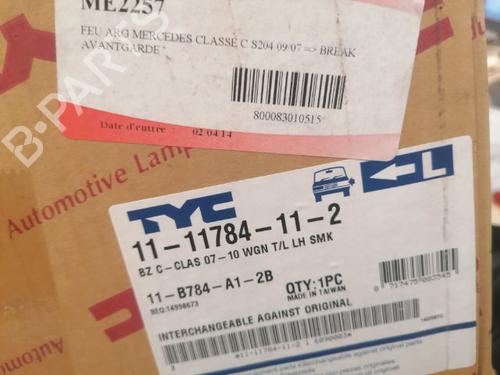 ME2257
FEU ARG MERCEDES CLASSE C S204 09/07 => BREAK
AVANTGARDE
800083010515
Date d'entrée : 02/04/14
B-PARTS
Automotive Lamp
TYC
L
11-11784-11-2
BZ C-CLAS 07-10 WGN T/L LH SMK
11-B784-A1-2B
QTY:1PC
MADE IN TAIWAN
INTERCHANGEABLE AGAINST ORIGINAL
Automotive